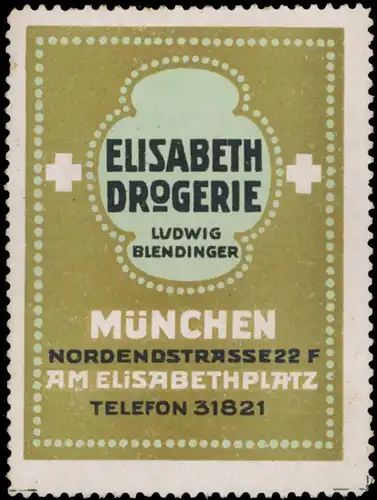 ELISABETH
DROGERIE
LUDWIG
BLENDINGER
MÜNCHEN
NORDENDSTRASSE 22 F
AM ELISABETHPLATZ
TELEFON 31821